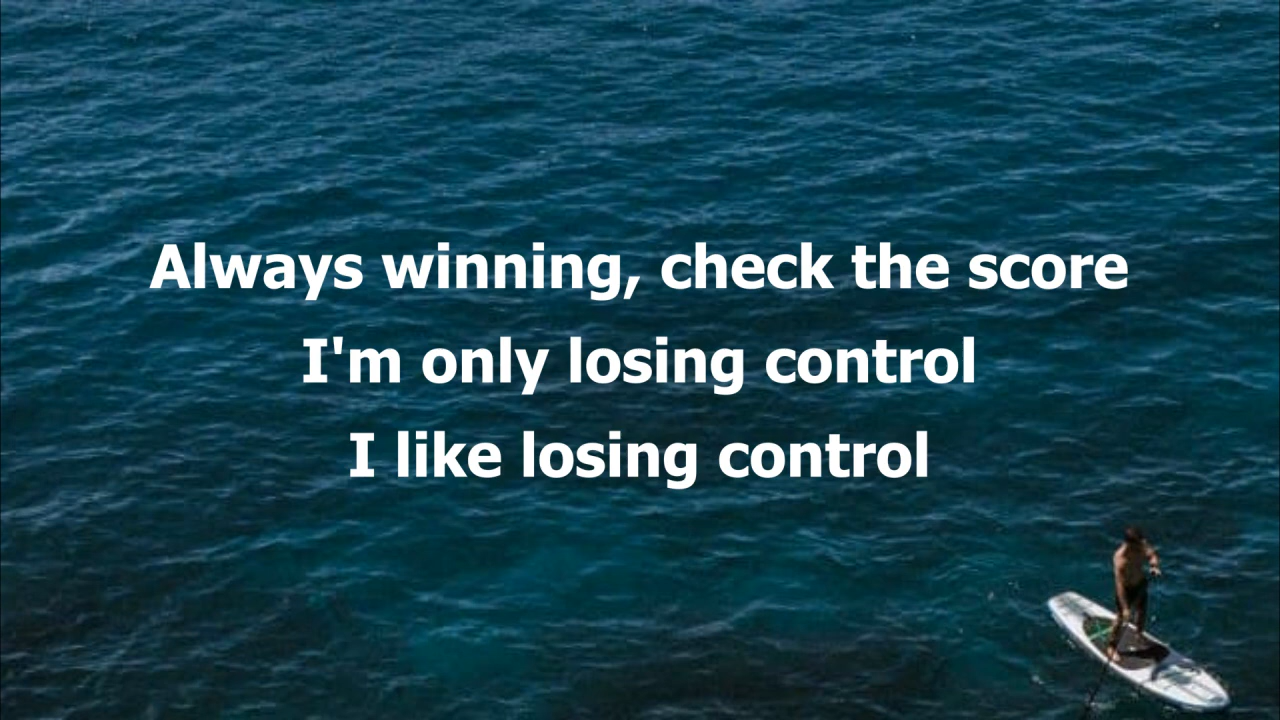 Always winning, check the score
I'm only losing control
I like losing control